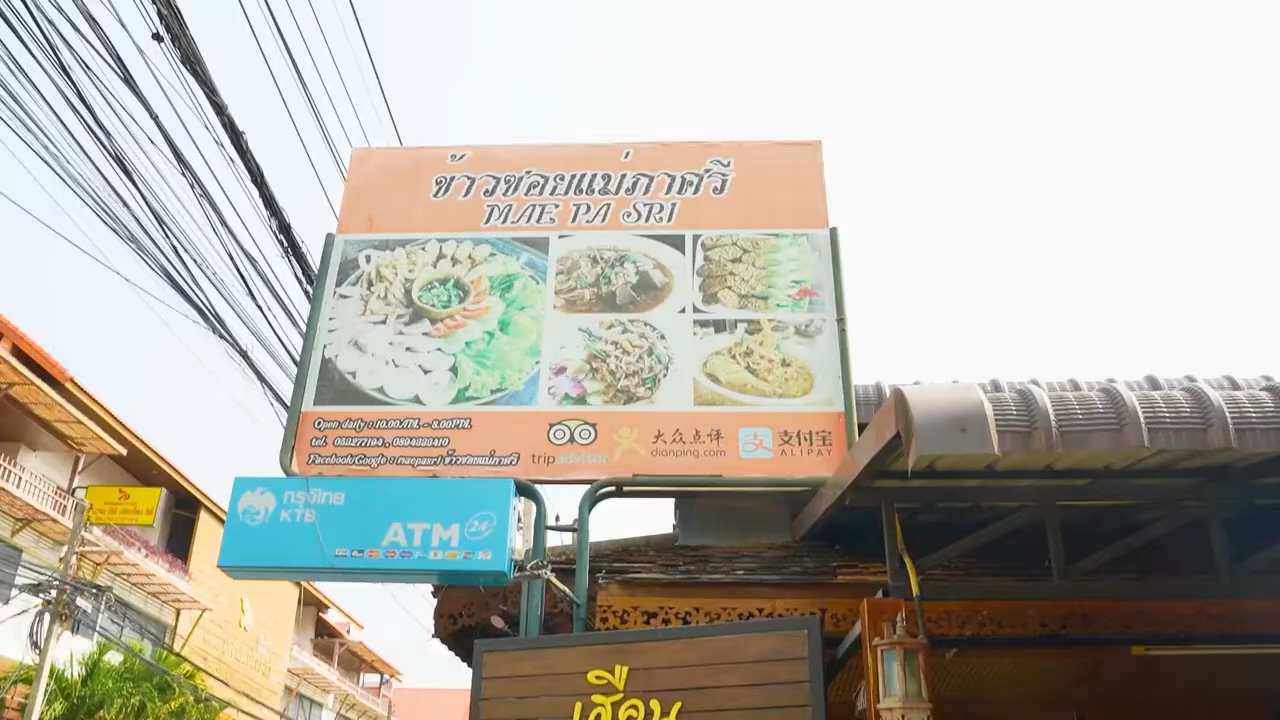 ข้าวซอยแม่ภาศรี
MAE PA SRI
Open daily : 10.00AM. - 8.00PM.
tel. 053277194 , 0894333410
Facebook/Google : maepasri ข้าวซอยแม่ภาศรี
tripadvisor
大众点评
dianping.com
支
支付宝
ALIPAY
กรุงไทย
KTB
ATM 24
เฮือน